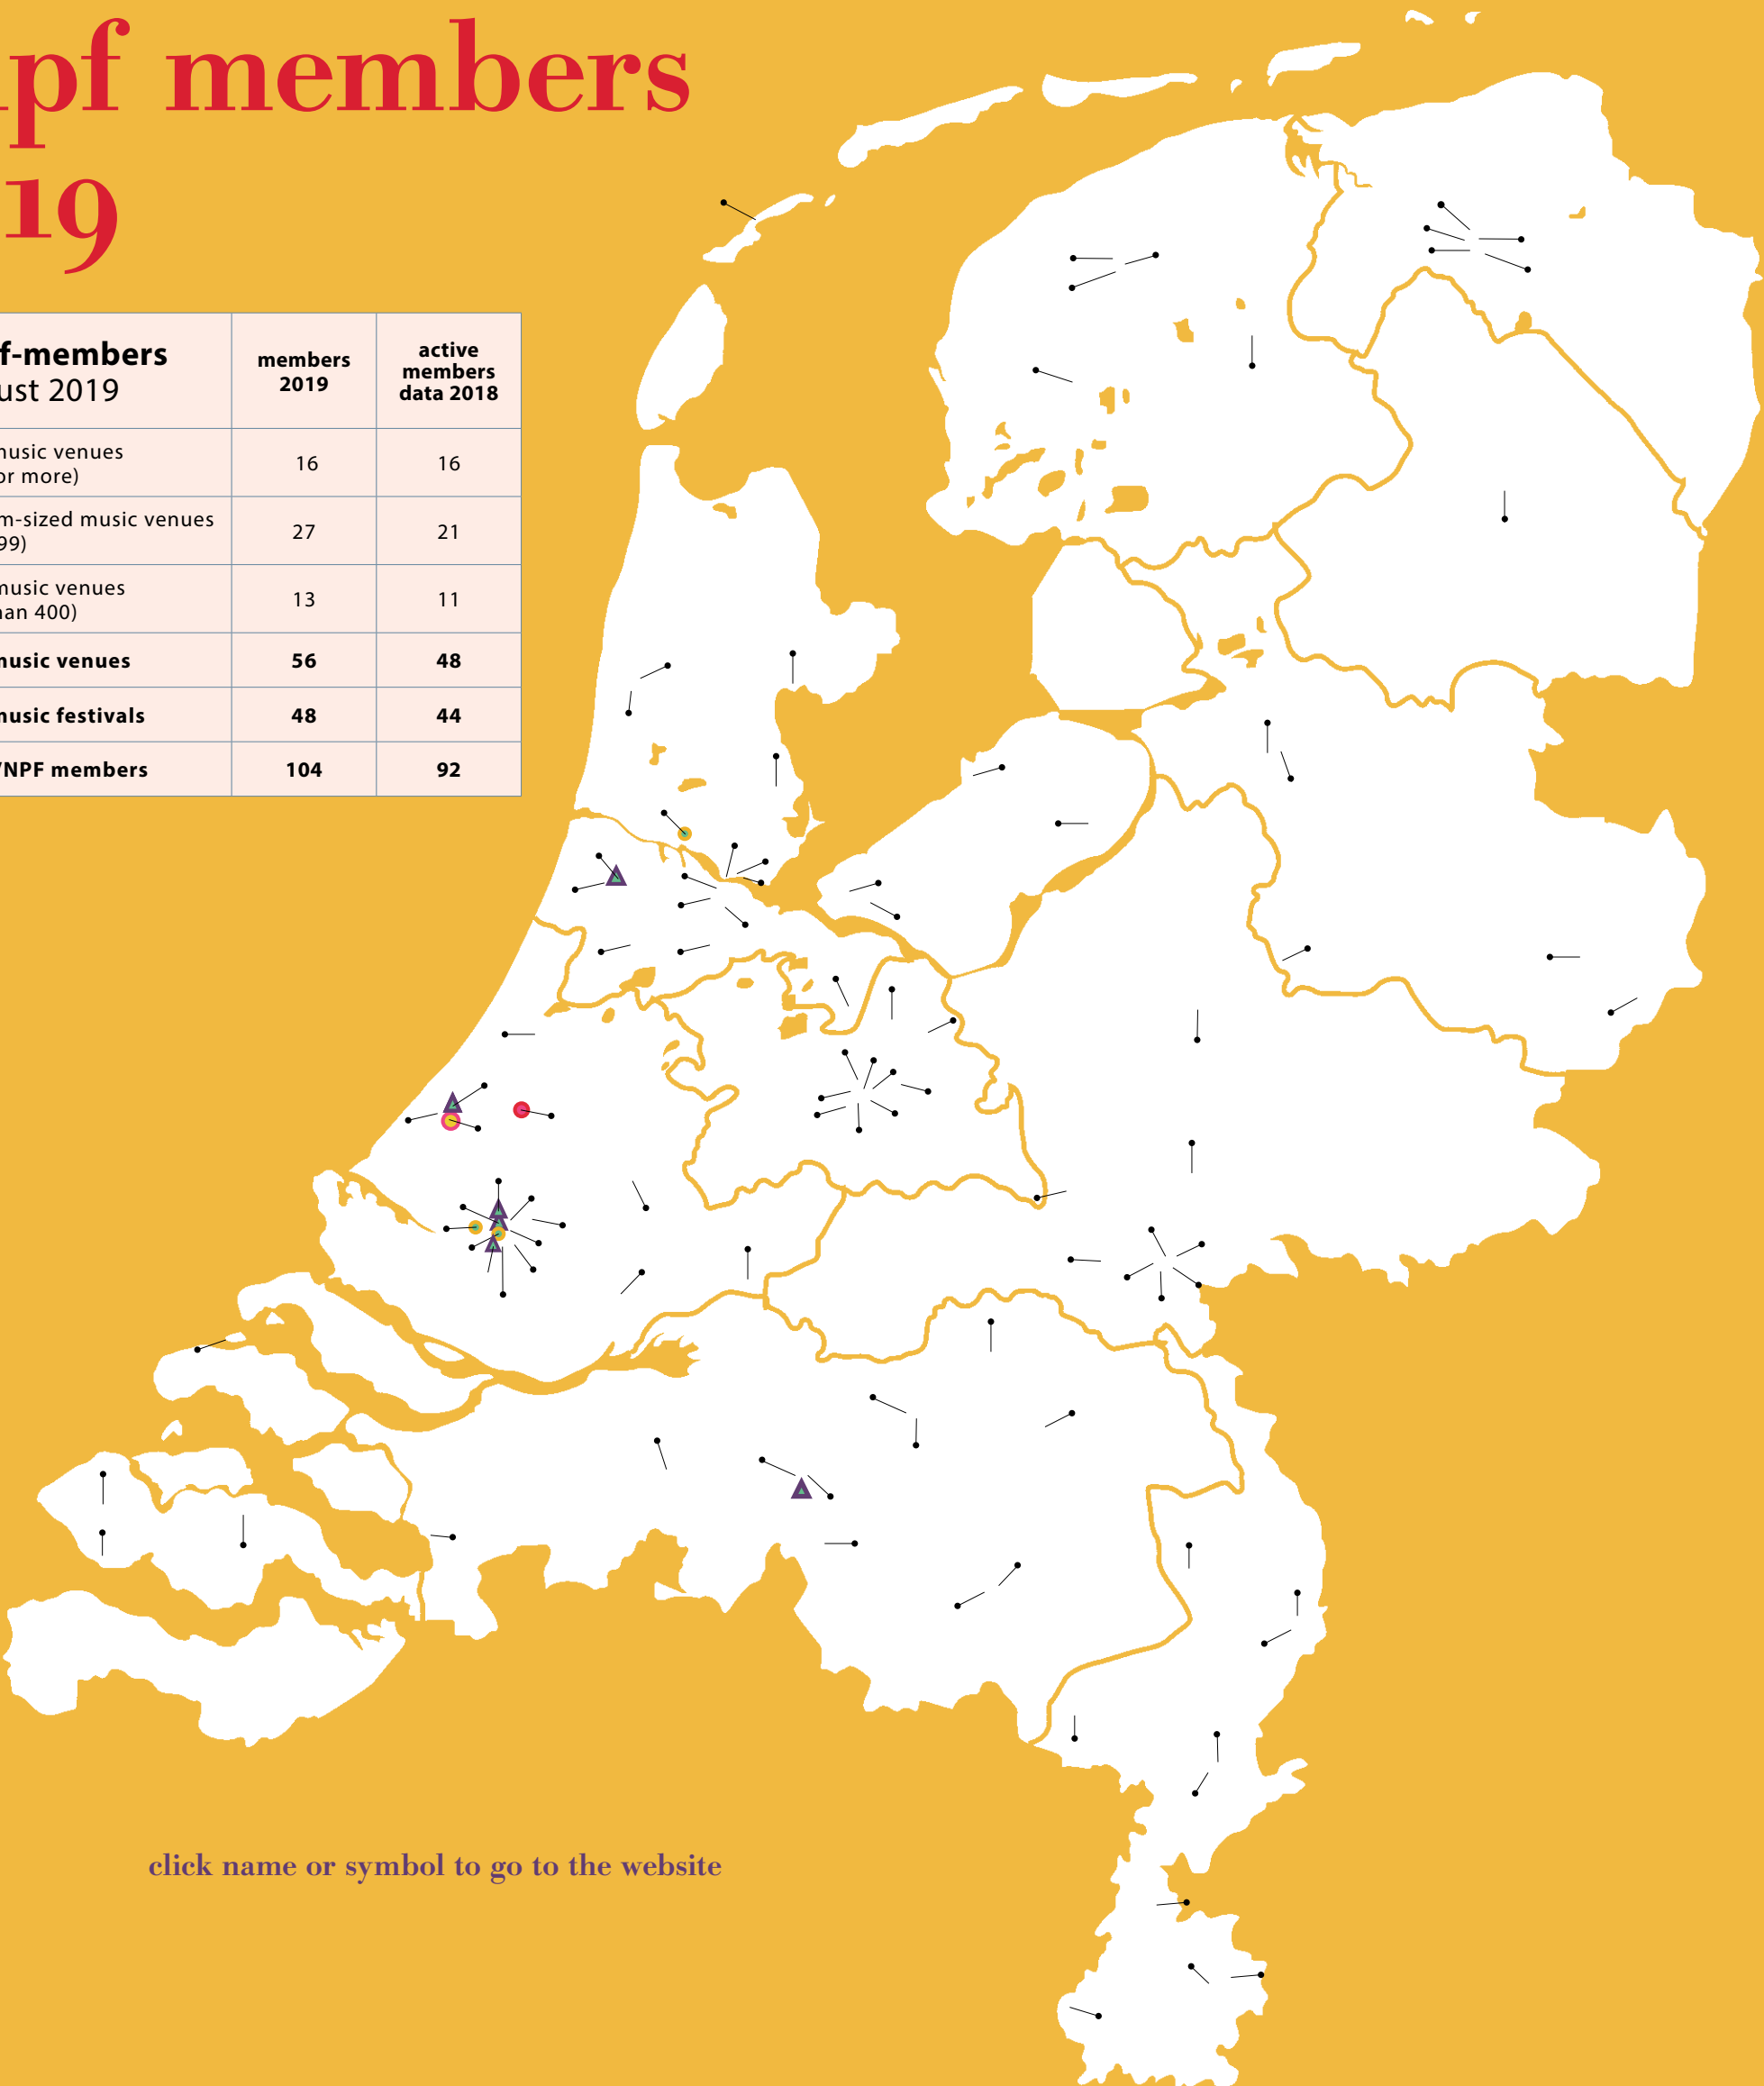 pf members
19
f-members
ust 2019
members
2019
active
members
data 2018
music venues
or more)
16
16
m-sized music venues
99)
27
21
music venues
han 400)
13
11
music venues
56
48
music festivals
48
44
VNPF members
104
92
click name or symbol to go to the website